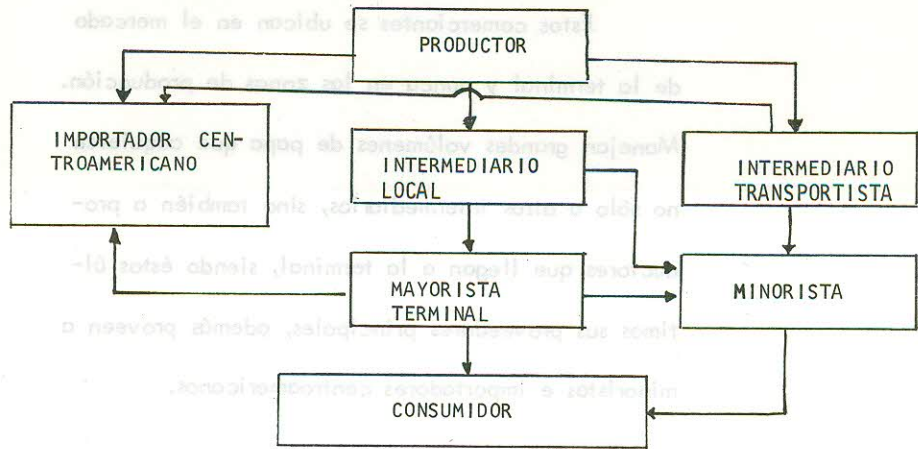 PRODUCTOR
IMPORTADOR CEN-
TROAMERICANO
INTERMEDIARIO
LOCAL
INTERMEDIARIO
TRANSPORTISTA
MAYORISTA
TERMINAL
MINORISTA
CONSUMIDOR
Estos comerciantes se ubican en el mercado
de la terminal y nunca en las zonas de producción.
Manejan grandes volúmenes de papa que
no sólo a otros intermediarios, sino también a pro-
ductores que llegan a la terminal, siendo éstos úl-
timos sus proveedores principales, además proveen a
minoristas e importadores centroamericanos.